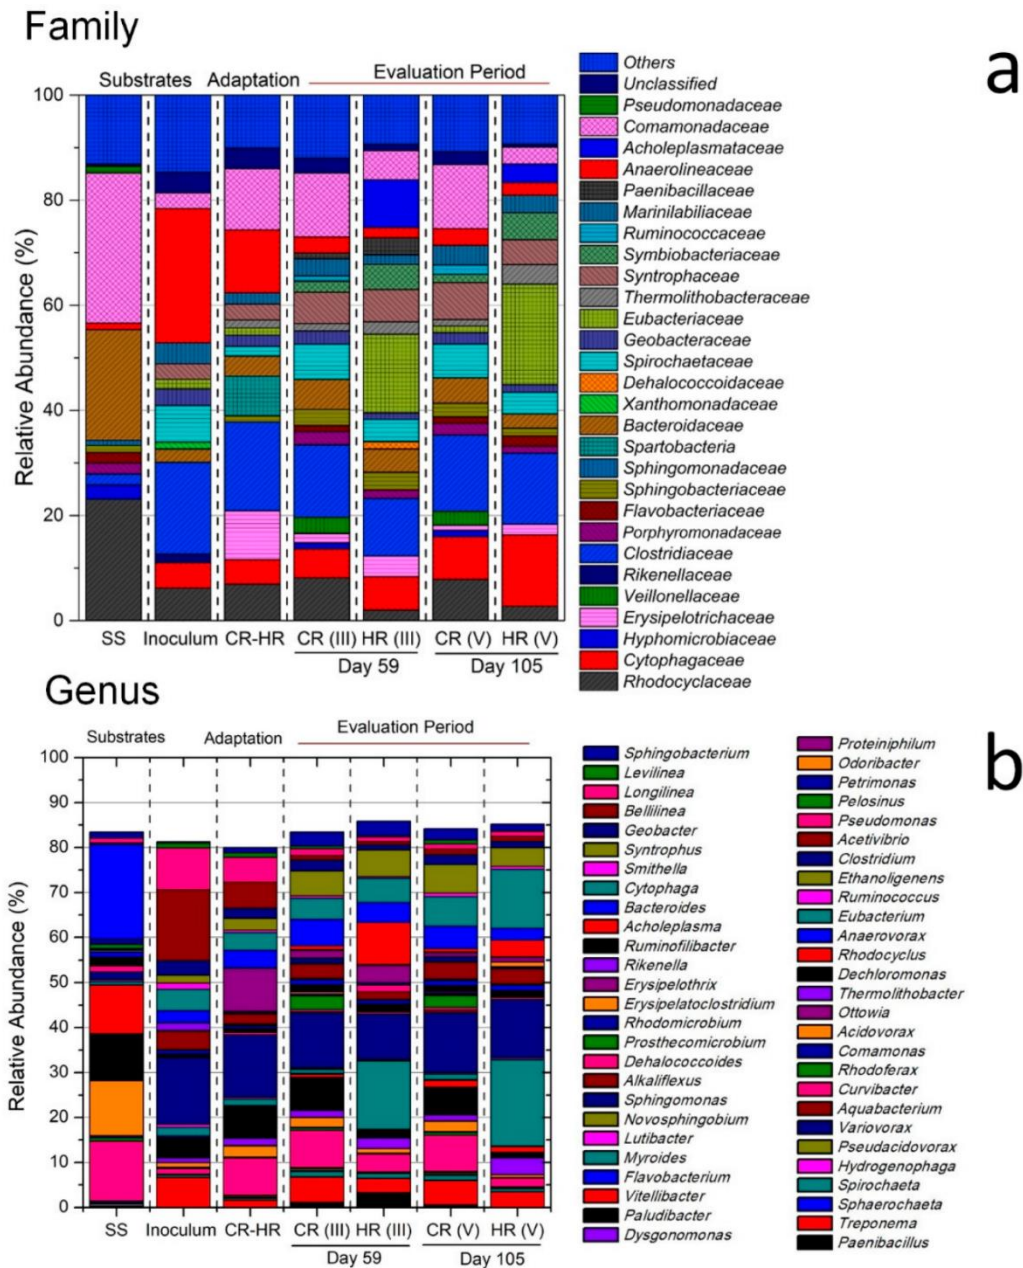 Family
a
Substrates Adaptation Evaluation Period
Relative Abundance (%)
100
80
60
40
20
0
SS Inoculum CR-HR CR (III) HR (III) CR (V) HR (V)
Day 59 Day 105
Others
Unclassified
Pseudomonadaceae
Comamonadaceae
Acholeplasmataceae
Anaerolineaceae
Paenibacillaceae
Marinilabiliaceae
Ruminococcaceae
Symbiobacteriaceae
Syntrophaceae
Thermolithobacteraceae
Eubacteriaceae
Geobacteraceae
Spirochaetaceae
Dehalococcoidaceae
Xanthomonadaceae
Bacteroidaceae
Spartobacteria
Sphingomonadaceae
Sphingobacteriaceae
Flavobacteriaceae
Porphyromonadaceae
Clostridiaceae
Rikenellaceae
Veillonellaceae
Erysipelotrichaceae
Hyphomicrobiaceae
Cytophagaceae
Rhodocyclaceae
Genus
b
Substrates Adaptation Evaluation Period
Relative Abundance (%)
100
90
80
70
60
50
40
30
20
10
0
SS Inoculum CR-HR CR (III) HR (III) CR (V) HR (V)
Day 59 Day 105
Sphingobacterium
Levilinea
Longilinea
Bellilinea
Geobacter
Syntrophus
Smithella
Cytophaga
Bacteroides
Acholeplasma
Ruminofilibacter
Rikenella
Erysipelothrix
Erysipelatoclostridium
Rhodomicrobium
Prosthecomicrobium
Dehalococcoides
Alkaliflexus
Sphingomonas
Novosphingobium
Lutibacter
Myroides
Flavobacterium
Vitellibacter
Paludibacter
Dysgonomonas
Proteiniphilum
Odoribacter
Petrimonas
Pelosinus
Pseudomonas
Acetivibrio
Clostridium
Ethanoligenens
Ruminococcus
Eubacterium
Anaerovorax
Rhodocyclus
Dechloromonas
Thermolithobacter
Ottowia
Acidovorax
Comamonas
Rhodoferax
Curvibacter
Aquabacterium
Variovorax
Pseudacidovorax
Hydrogenophaga
Spirochaeta
Sphaerochaeta
Treponema
Paenibacillus